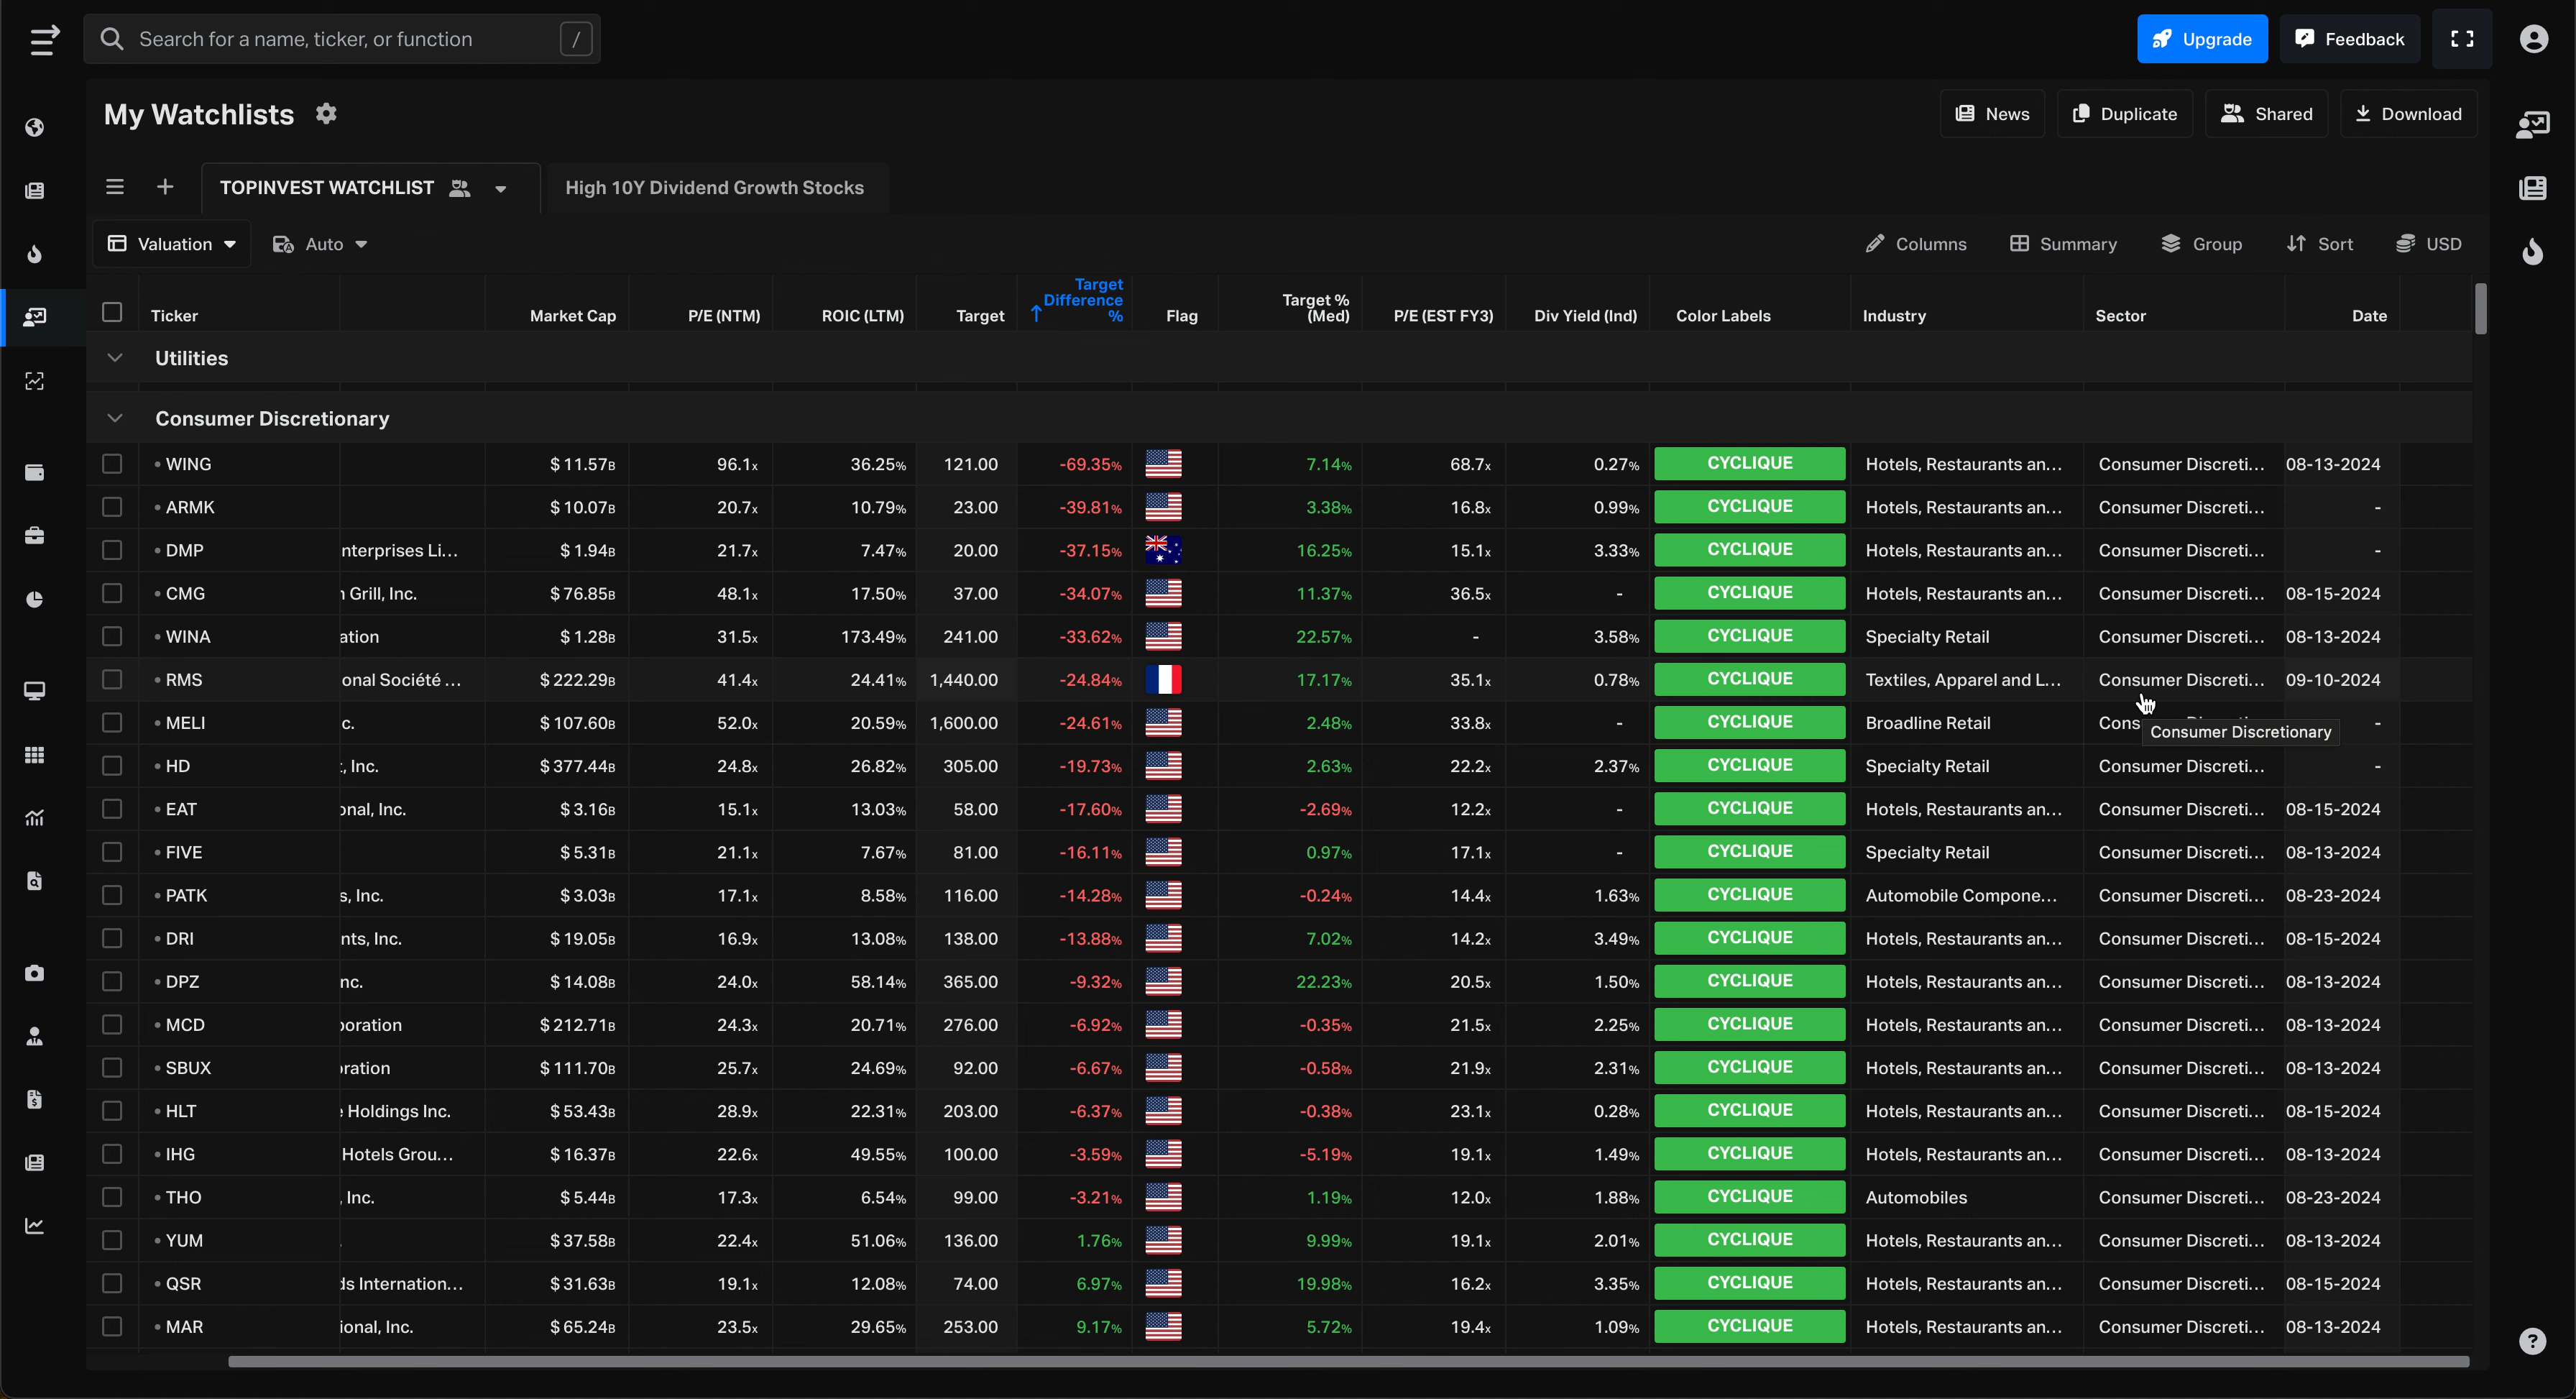 Search for a name, ticker, or function /
Upgrade Feedback
My Watchlists
News Duplicate Shared Download
TOPINVEST WATCHLIST High 10Y Dividend Growth Stocks
Valuation Auto Columns Summary Group Sort USD
Ticker Market Cap P/E (NTM) ROIC (LTM) Target Target Difference % Flag Target % (Med) P/E (EST FY3) Div Yield (Ind) Color Labels Industry Sector Date
Utilities
Consumer Discretionary
WING $ 11.57B 96.1x 36.25% 121.00 -69.35% 7.14% 68.7x 0.27% CYCLIQUE Hotels, Restaurants an... Consumer Discreti... 08-13-2024
ARMK $ 10.07B 20.7x 10.79% 23.00 -39.81% 3.38% 16.8x 0.99% CYCLIQUE Hotels, Restaurants an... Consumer Discreti... -
DMP nterprises Li... $ 1.94B 21.7x 7.47% 20.00 -37.15% 16.25% 15.1x 3.33% CYCLIQUE Hotels, Restaurants an... Consumer Discreti... -
CMG Grill, Inc. $ 76.85B 48.1x 17.50% 37.00 -34.07% 11.37% 36.5x - CYCLIQUE Hotels, Restaurants an... Consumer Discreti... 08-15-2024
WINA ation $ 1.28B 31.5x 173.49% 241.00 -33.62% 22.57% - 3.58% CYCLIQUE Specialty Retail Consumer Discreti... 08-13-2024
RMS onal Société ... $ 222.29B 41.4x 24.41% 1,440.00 -24.84% 17.17% 35.1x 0.78% CYCLIQUE Textiles, Apparel and L... Consumer Discreti... 09-10-2024
MELI c. $ 107.60B 52.0x 20.59% 1,600.00 -24.61% 2.48% 33.8x - CYCLIQUE Broadline Retail Cons -
Consumer Discretionary
HD , Inc. $ 377.44B 24.8x 26.82% 305.00 -19.73% 2.63% 22.2x 2.37% CYCLIQUE Specialty Retail Consumer Discreti... -
EAT onal, Inc. $ 3.16B 15.1x 13.03% 58.00 -17.60% -2.69% 12.2x - CYCLIQUE Hotels, Restaurants an... Consumer Discreti... 08-15-2024
FIVE $ 5.31B 21.1x 7.67% 81.00 -16.11% 0.97% 17.1x - CYCLIQUE Specialty Retail Consumer Discreti... 08-13-2024
PATK s, Inc. $ 3.03B 17.1x 8.58% 116.00 -14.28% -0.24% 14.4x 1.63% CYCLIQUE Automobile Compone... Consumer Discreti... 08-23-2024
DRI nts, Inc. $ 19.05B 16.9x 13.08% 138.00 -13.88% 7.02% 14.2x 3.49% CYCLIQUE Hotels, Restaurants an... Consumer Discreti... 08-15-2024
DPZ nc. $ 14.08B 24.0x 58.14% 365.00 -9.32% 22.23% 20.5x 1.50% CYCLIQUE Hotels, Restaurants an... Consumer Discreti... 08-13-2024
MCD oration $ 212.71B 24.3x 20.71% 276.00 -6.92% -0.35% 21.5x 2.25% CYCLIQUE Hotels, Restaurants an... Consumer Discreti... 08-13-2024
SBUX ration $ 111.70B 25.7x 24.69% 92.00 -6.67% -0.58% 21.9x 2.31% CYCLIQUE Hotels, Restaurants an... Consumer Discreti... 08-13-2024
HLT Holdings Inc. $ 53.43B 28.9x 22.31% 203.00 -6.37% -0.38% 23.1x 0.28% CYCLIQUE Hotels, Restaurants an... Consumer Discreti... 08-15-2024
IHG Hotels Grou... $ 16.37B 22.6x 49.55% 100.00 -3.59% -5.19% 19.1x 1.49% CYCLIQUE Hotels, Restaurants an... Consumer Discreti... 08-13-2024
THO , Inc. $ 5.44B 17.3x 6.54% 99.00 -3.21% 1.19% 12.0x 1.88% CYCLIQUE Automobiles Consumer Discreti... 08-23-2024
YUM . $ 37.58B 22.4x 51.06% 136.00 1.76% 9.99% 19.1x 2.01% CYCLIQUE Hotels, Restaurants an... Consumer Discreti... 08-13-2024
QSR ds Internation... $ 31.63B 19.1x 12.08% 74.00 6.97% 19.98% 16.2x 3.35% CYCLIQUE Hotels, Restaurants an... Consumer Discreti... 08-15-2024
MAR ional, Inc. $ 65.24B 23.5x 29.65% 253.00 9.17% 5.72% 19.4x 1.09% CYCLIQUE Hotels, Restaurants an... Consumer Discreti... 08-13-2024